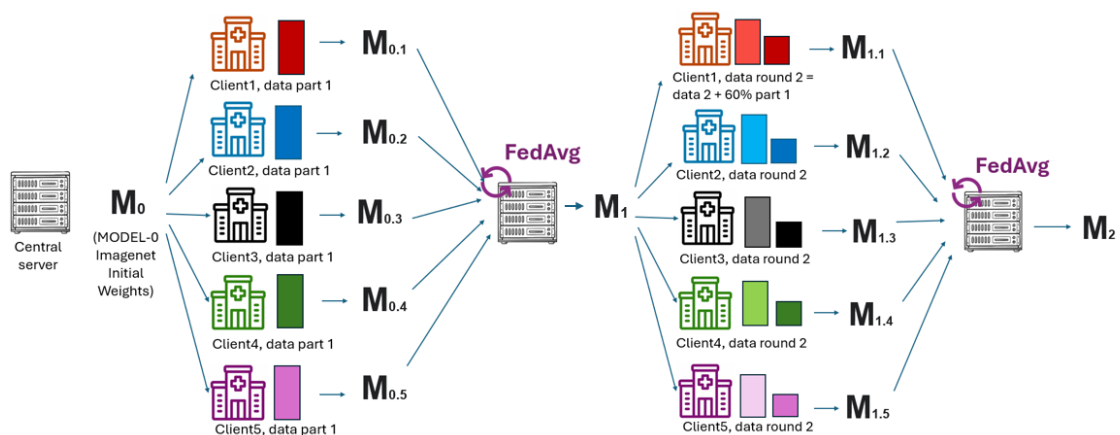 Central
server
M0
(MODEL-0
Imagenet
Initial
Weights)
Client1, data part 1
M0.1
Client2, data part 1
M0.2
Client3, data part 1
M0.3
Client4, data part 1
M0.4
Client5, data part 1
M0.5
FedAvg
M1
Client1, data round 2 =
data 2 + 60% part 1
M1.1
Client2, data round 2
M1.2
Client3, data round 2
M1.3
Client4, data round 2
M1.4
Client5, data round 2
M1.5
FedAvg
M2